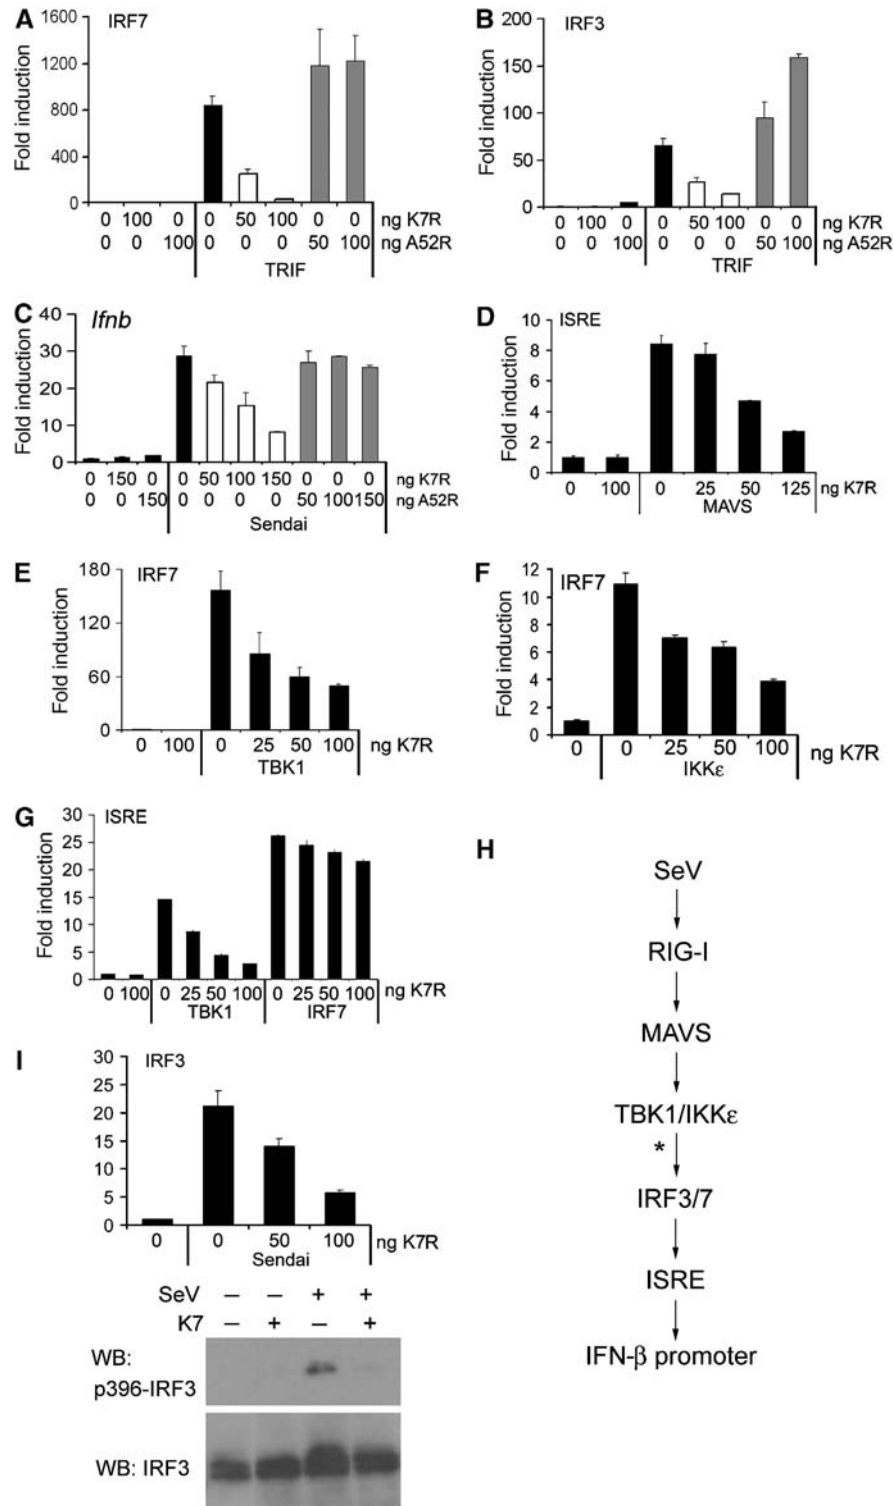 A
IRF7
Fold induction
1600
1200
800
400
0
0 100 0 0 50 100 0 0 ng K7R
0 0 100 0 0 0 50 100 ng A52R
TRIF
B
IRF3
Fold induction
200
150
100
50
0
0 100 0 0 50 100 0 0 ng K7R
0 0 100 0 0 0 50 100 ng A52R
TRIF
C
Ifnb
Fold induction
40
30
20
10
0
0 150 0 0 50 100 150 0 0 0 ng K7R
0 0 150 0 0 0 0 50 100 150 ng A52R
Sendai
D
ISRE
Fold induction
10
8
6
4
2
0
0 100 0 25 50 125 ng K7R
MAVS
E
IRF7
Fold induction
180
120
60
0
0 100 0 25 50 100 ng K7R
TBK1
F
IRF7
Fold induction
12
10
8
6
4
2
0
0 0 25 50 100 ng K7R
IKKε
G
ISRE
Fold induction
30
25
20
15
10
5
0
0 100 0 25 50 100 0 25 50 100 ng K7R
TBK1 IRF7
H
SeV
RIG-I
MAVS
TBK1/IKKε
*
IRF3/7
ISRE
IFN-β promoter
I
IRF3
Fold induction
30
25
20
15
10
5
0
0 0 50 100 ng K7R
Sendai
SeV – – + +
K7 – + – +
WB:
p396-IRF3
WB: IRF3